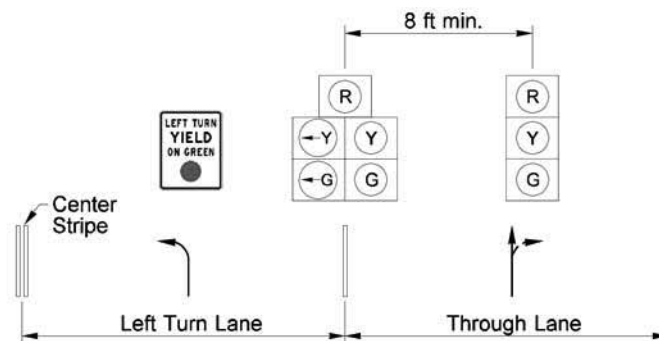 8 ft min.
R
R
LEFT TURN
YIELD
ON GREEN
Y
Y
Y
G
G
G
Center
Stripe
Left Turn Lane
Through Lane